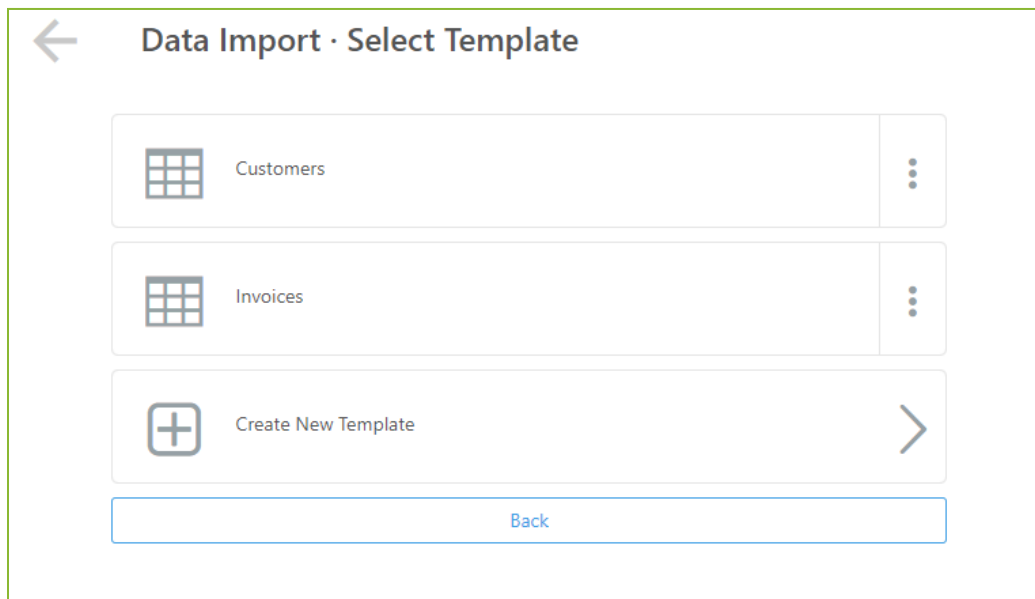 Data Import · Select Template
Customers
Invoices
Create New Template
Back